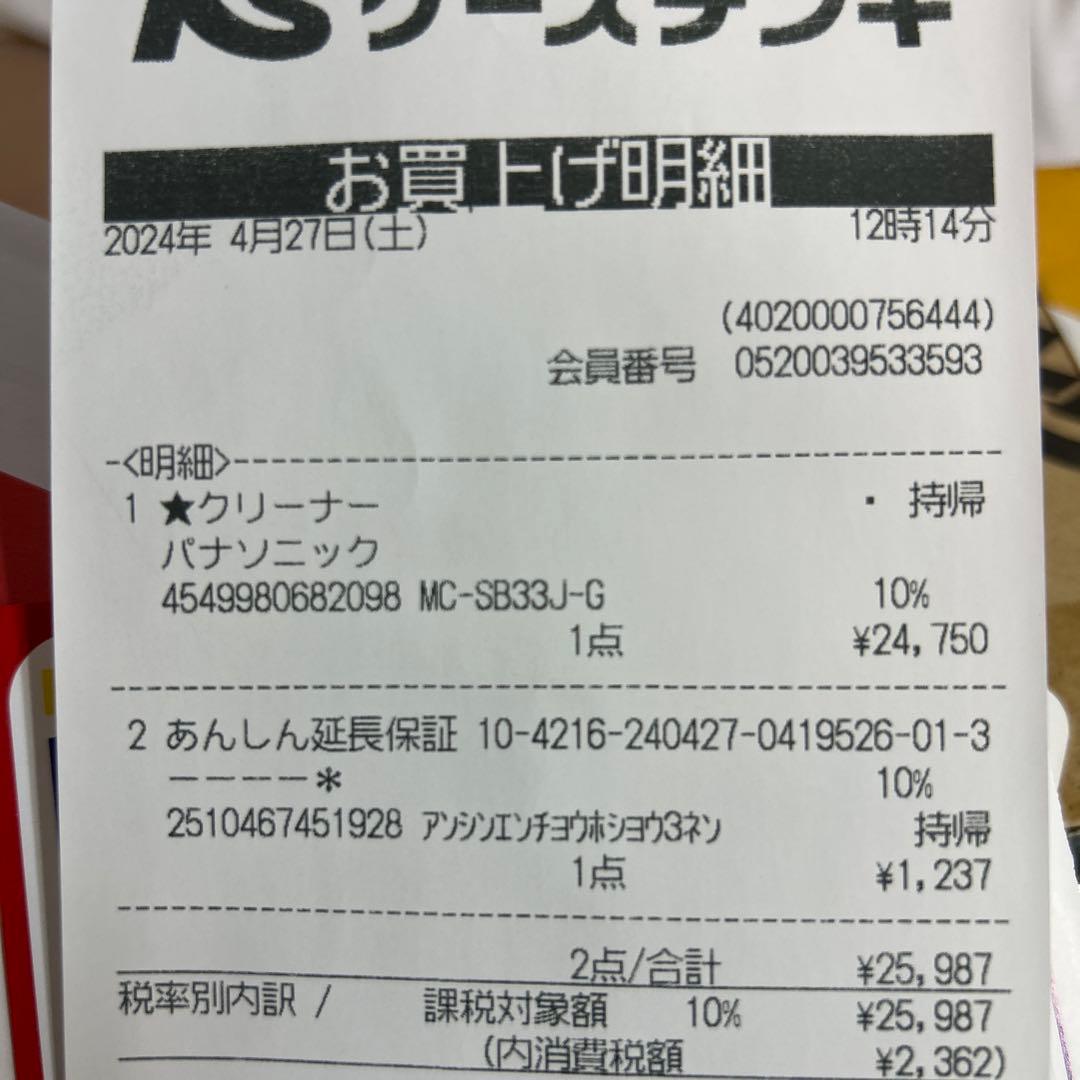 ケーズデンキ
お買上げ明細
2024年 4月27日(土) 12時14分
(4020000756444)
会員番号 0520039533593
-<明細>-----------------------------------------
1 ★クリーナー ・ 持帰
パナソニック
4549980682098 MC-SB33J-G 10%
1点 ¥24,750
2 あんしん延長保証 10-4216-240427-0419526-01-3
ーーーー* 10%
2510467451928 ｱﾝｼﾝｴﾝﾁｮｳﾎｼｮｳ3ﾈﾝ 持帰
1点 ¥1,237
2点/合計 ¥25,987
税率別内訳 / 課税対象額 10% ¥25,987
(内消費税額 ¥2,362)